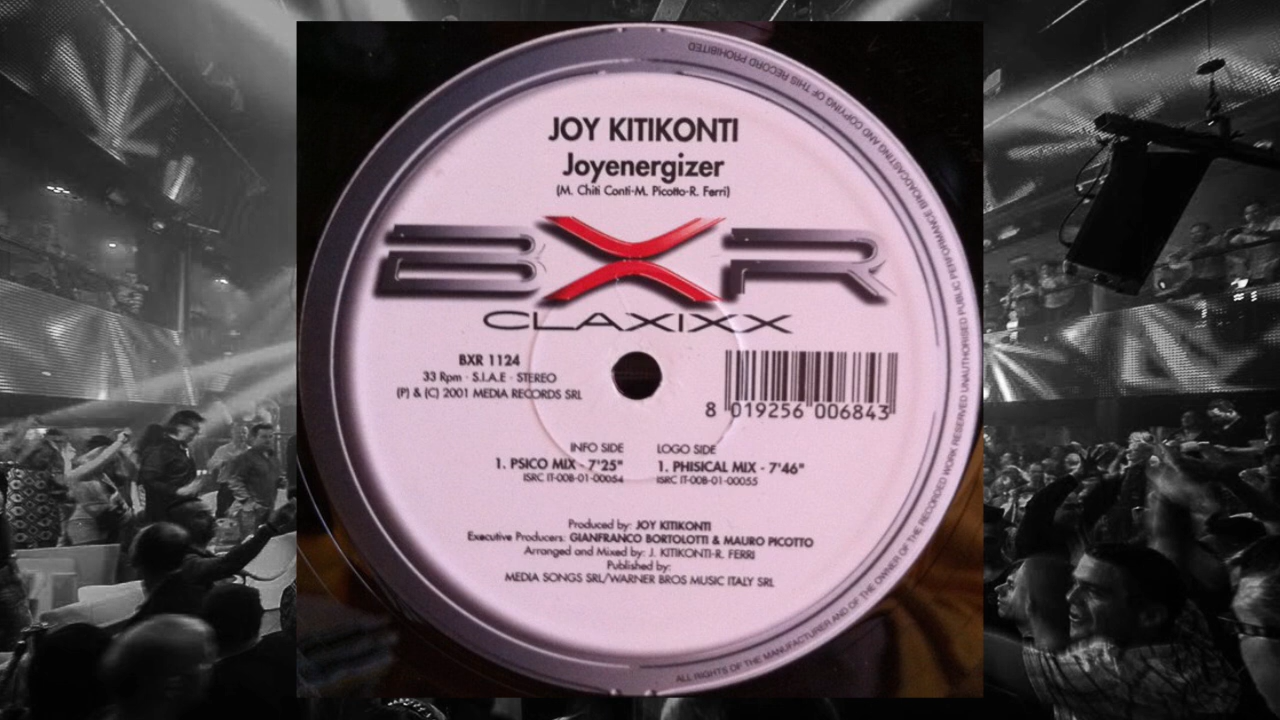 JOY KITIKONTI
Joyenergizer
(M. Chiti Conti-M. Picotto-R. Ferri)
BXR
CLAXIXX
BXR 1124
33 Rpm · S.I.A.E · STEREO
(P) & (C) 2001 MEDIA RECORDS SRL
8 019256 006843
INFO SIDE
1. PSICO MIX - 7'25"
ISRC IT-00B-01-00054
LOGO SIDE
1. PHISICAL MIX - 7'46"
ISRC IT-00B-01-00055
Produced by: JOY KITIKONTI
Executive Producers: GIANFRANCO BORTOLOTTI & MAURO PICOTTO
Arranged and Mixed by: J. KITIKONTI-R. FERRI
Published by:
MEDIA SONGS SRL/WARNER BROS MUSIC ITALY SRL
ALL RIGHTS OF THE MANUFACTURER AND OF THE OWNER OF THE RECORDED WORK RESERVED UNAUTHORISED PUBLIC PERFORMANCE BROADCASTING AND COPYING OF THIS RECORD PROHIBITED